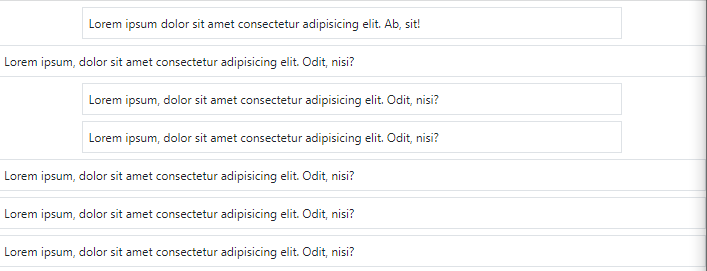 Lorem ipsum dolor sit amet consectetur adipisicing elit. Ab, sit!
Lorem ipsum, dolor sit amet consectetur adipisicing elit. Odit, nisi?
Lorem ipsum, dolor sit amet consectetur adipisicing elit. Odit, nisi?
Lorem ipsum, dolor sit amet consectetur adipisicing elit. Odit, nisi?
Lorem ipsum, dolor sit amet consectetur adipisicing elit. Odit, nisi?
Lorem ipsum, dolor sit amet consectetur adipisicing elit. Odit, nisi?
Lorem ipsum, dolor sit amet consectetur adipisicing elit. Odit, nisi?